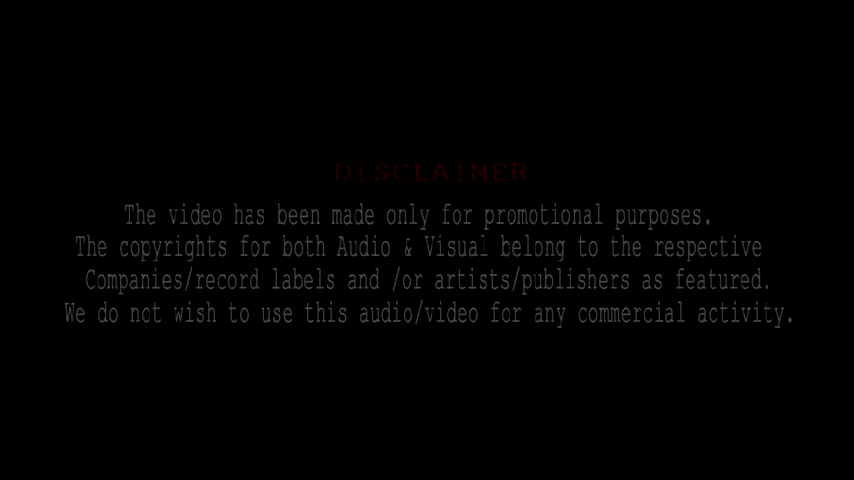 DISCLAIMER
The video has been made only for promotional purposes.
The copyrights for both Audio & Visual belong to the respective
Companies/record labels and /or artists/publishers as featured.
We do not wish to use this audio/video for any commercial activity.